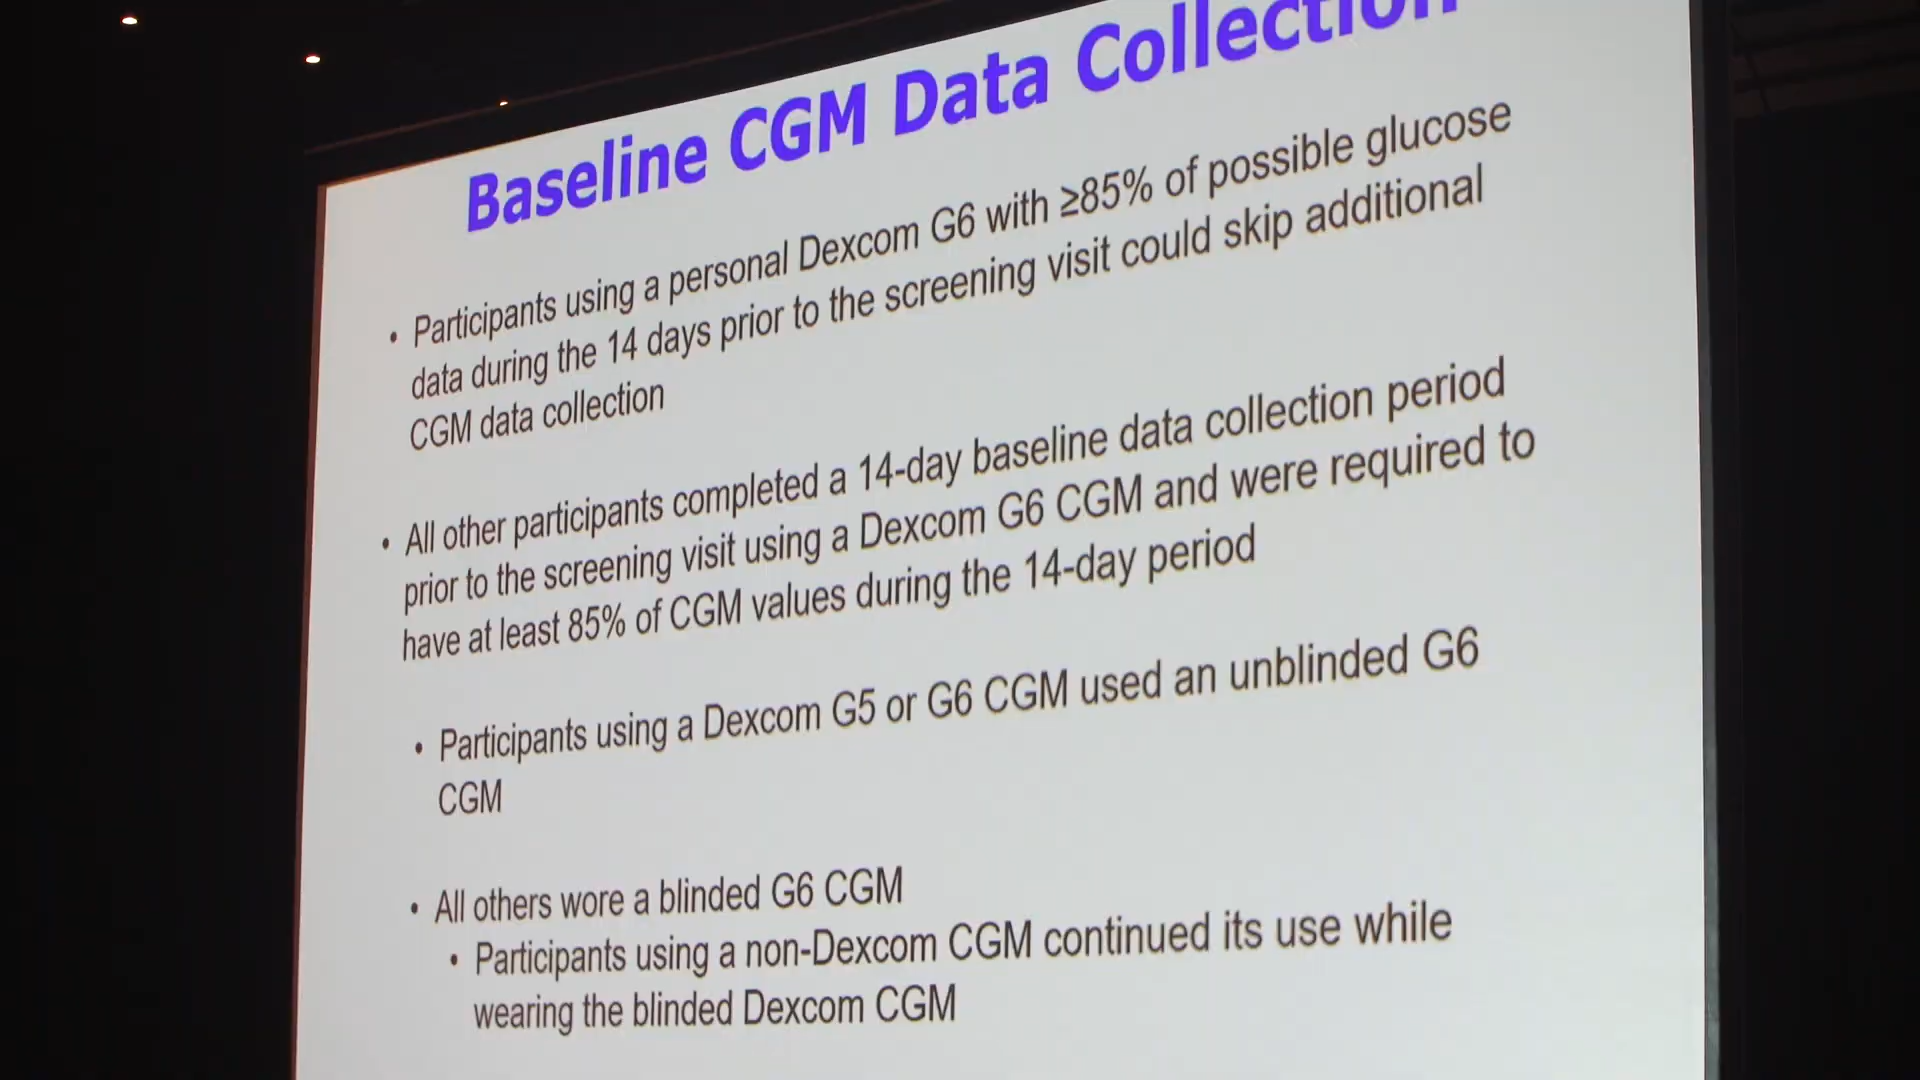 Baseline CGM Data Collection
• Participants using a personal Dexcom G6 with ≥85% of possible glucose
data during the 14 days prior to the screening visit could skip additional
CGM data collection
• All other participants completed a 14-day baseline data collection period
prior to the screening visit using a Dexcom G6 CGM and were required to
have at least 85% of CGM values during the 14-day period
• Participants using a Dexcom G5 or G6 CGM used an unblinded G6
CGM
• All others wore a blinded G6 CGM
• Participants using a non-Dexcom CGM continued its use while
wearing the blinded Dexcom CGM